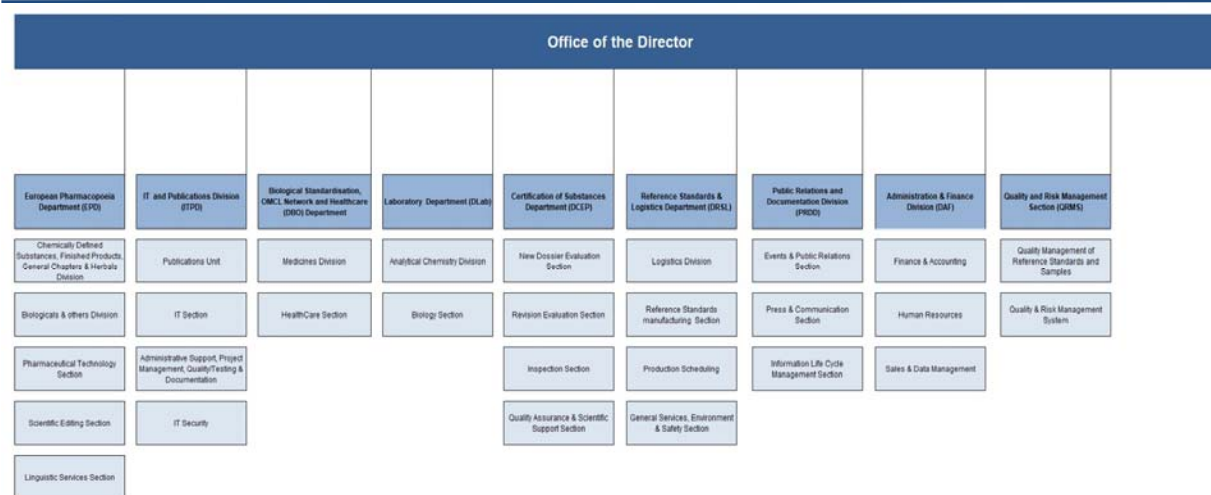 Office of the Director
European Pharmacopoeia
Department (EPD)
IT and Publications Division
(ITPD)
Biological Standardisation,
OMCL Network and Healthcare
(DBO) Department
Laboratory Department (DLab)
Certification of Substances
Department (DCEP)
Reference Standards &
Logistics Department (DRSL)
Public Relations and
Documentation Division
(PRDD)
Administration & Finance
Division (DAF)
Quality and Risk Management
Section (QRMS)
Chemically Defined
Substances, Finished Products,
General Chapters & Herbals
Division
Publications Unit
Medicines Division
Analytical Chemistry Division
New Dossier Evaluation
Section
Logistics Division
Events & Public Relations
Section
Finance & Accounting
Quality Management of
Reference Standards and
Samples
Biologicals & others Division
IT Section
HealthCare Section
Biology Section
Revision Evaluation Section
Reference Standards
manufacturing Section
Press & Communication
Section
Human Resources
Quality & Risk Management
System
Pharmaceutical Technology
Section
Administrative Support, Project
Management, Quality/Testing &
Documentation
Inspection Section
Production Scheduling
Information Life Cycle
Management Section
Sales & Data Management
Scientific Editing Section
IT Security
Quality Assurance & Scientific
Support Section
General Services, Environment
& Safety Section
Linguistic Services Section